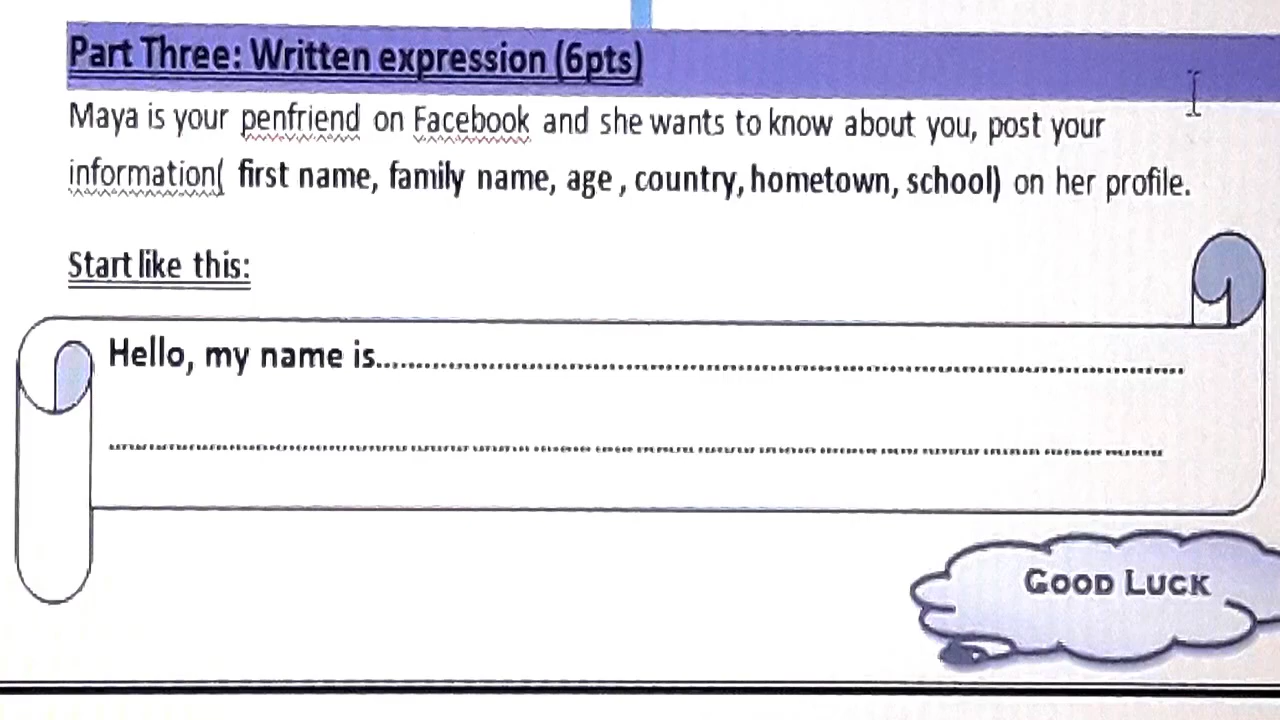 Part Three: Written expression (6pts)
Maya is your penfriend on Facebook and she wants to know about you, post your
information( first name, family name, age , country, hometown, school) on her profile.
Start like this:
Hello, my name is................................................................................
................................................................................
GOOD LUCK